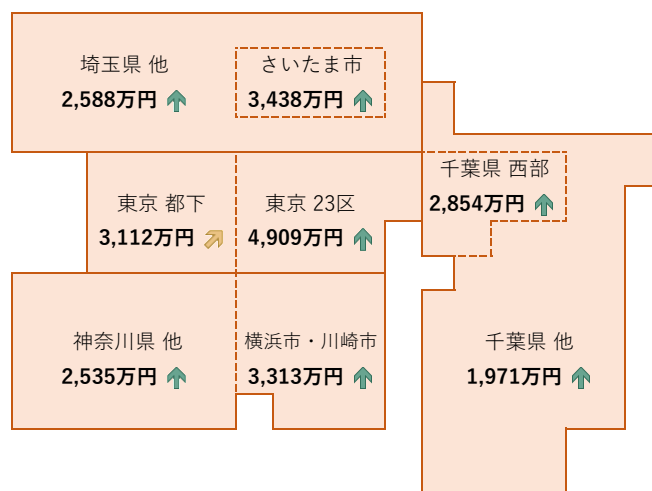 埼玉県 他
2,588万円
さいたま市
3,438万円
千葉県 西部
2,854万円
東京 都下
3,112万円
東京 23区
4,909万円
神奈川県 他
2,535万円
横浜市・川崎市
3,313万円
千葉県 他
1,971万円